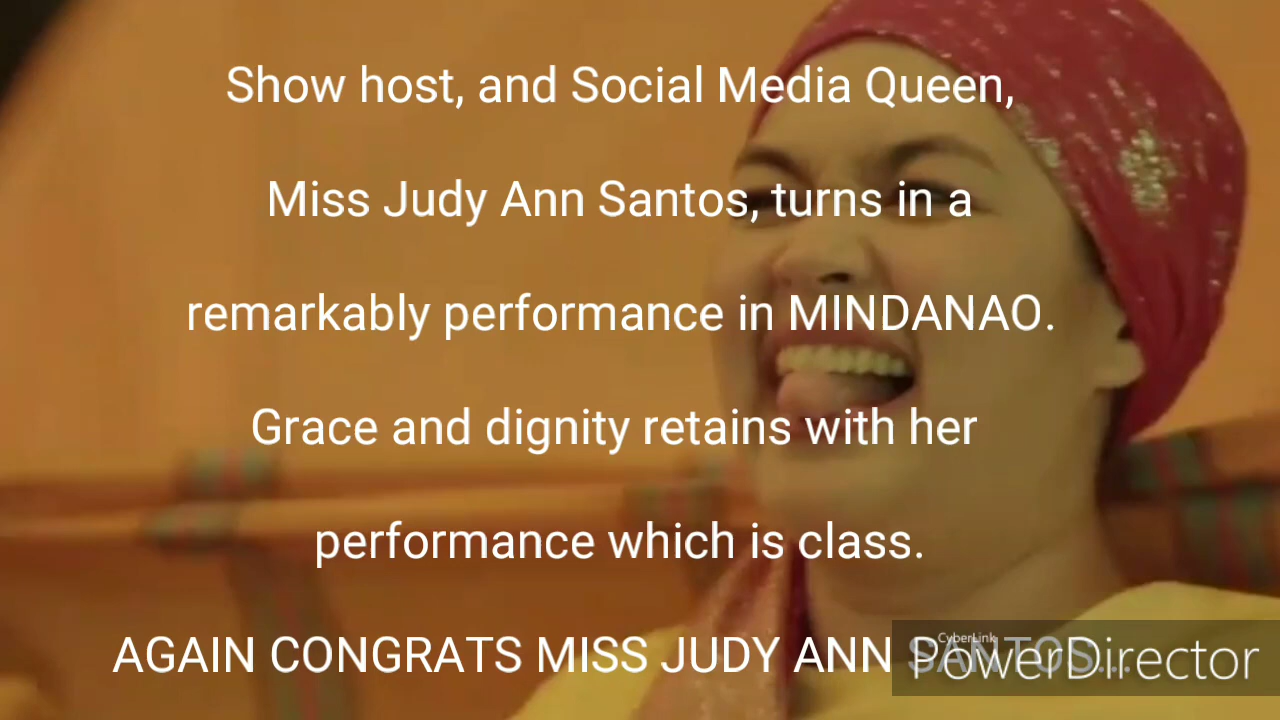 Show host, and Social Media Queen,
Miss Judy Ann Santos, turns in a
remarkably performance in MINDANAO.
Grace and dignity retains with her
performance which is class.
AGAIN CONGRATS MISS JUDY ANN SANTOS...
CyberLink
PowerDirector